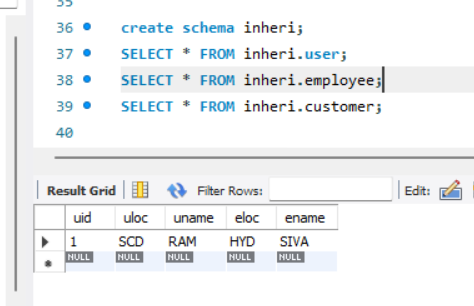 35
36 create schema inheri;
37 SELECT * FROM inheri.user;
38 SELECT * FROM inheri.employee;
39 SELECT * FROM inheri.customer;
40
Result Grid Filter Rows: Edit:
uid uloc uname eloc ename
1 SCD RAM HYD SIVA
NULL NULL NULL NULL NULL